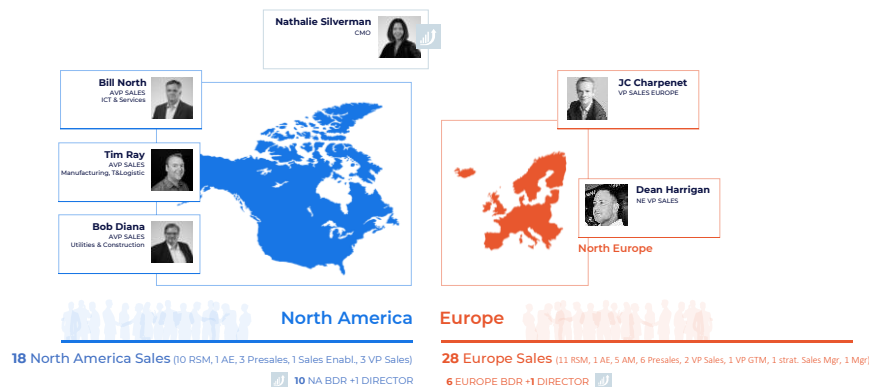 Nathalie Silverman
CMO
Bill North
AVP SALES
ICT & Services
JC Charpenet
VP SALES EUROPE
Tim Ray
AVP SALES
Manufacturing, T&Logistic
Dean Harrigan
NE VP SALES
Bob Diana
AVP SALES
Utilities & Construction
North Europe
North America
Europe
18 North America Sales (10 RSM, 1 AE, 3 Presales, 1 Sales Enabl., 3 VP Sales)
28 Europe Sales (11 RSM, 1 AE, 5 AM, 6 Presales, 2 VP Sales, 1 VP GTM, 1 strat. Sales Mgr, 1 Mgr)
10 NA BDR +1 DIRECTOR
6 EUROPE BDR +1 DIRECTOR